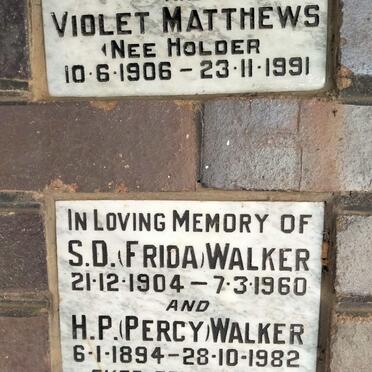 VIOLET MATTHEWS
(NEE HOLDER
10·6·1906 – 23·11·1991
IN LOVING MEMORY OF
S.D.(FRIDA)WALKER
21·12·1904 – 7·3·1960
AND
H.P.(PERCY)WALKER
6·1·1894–28·10·1982